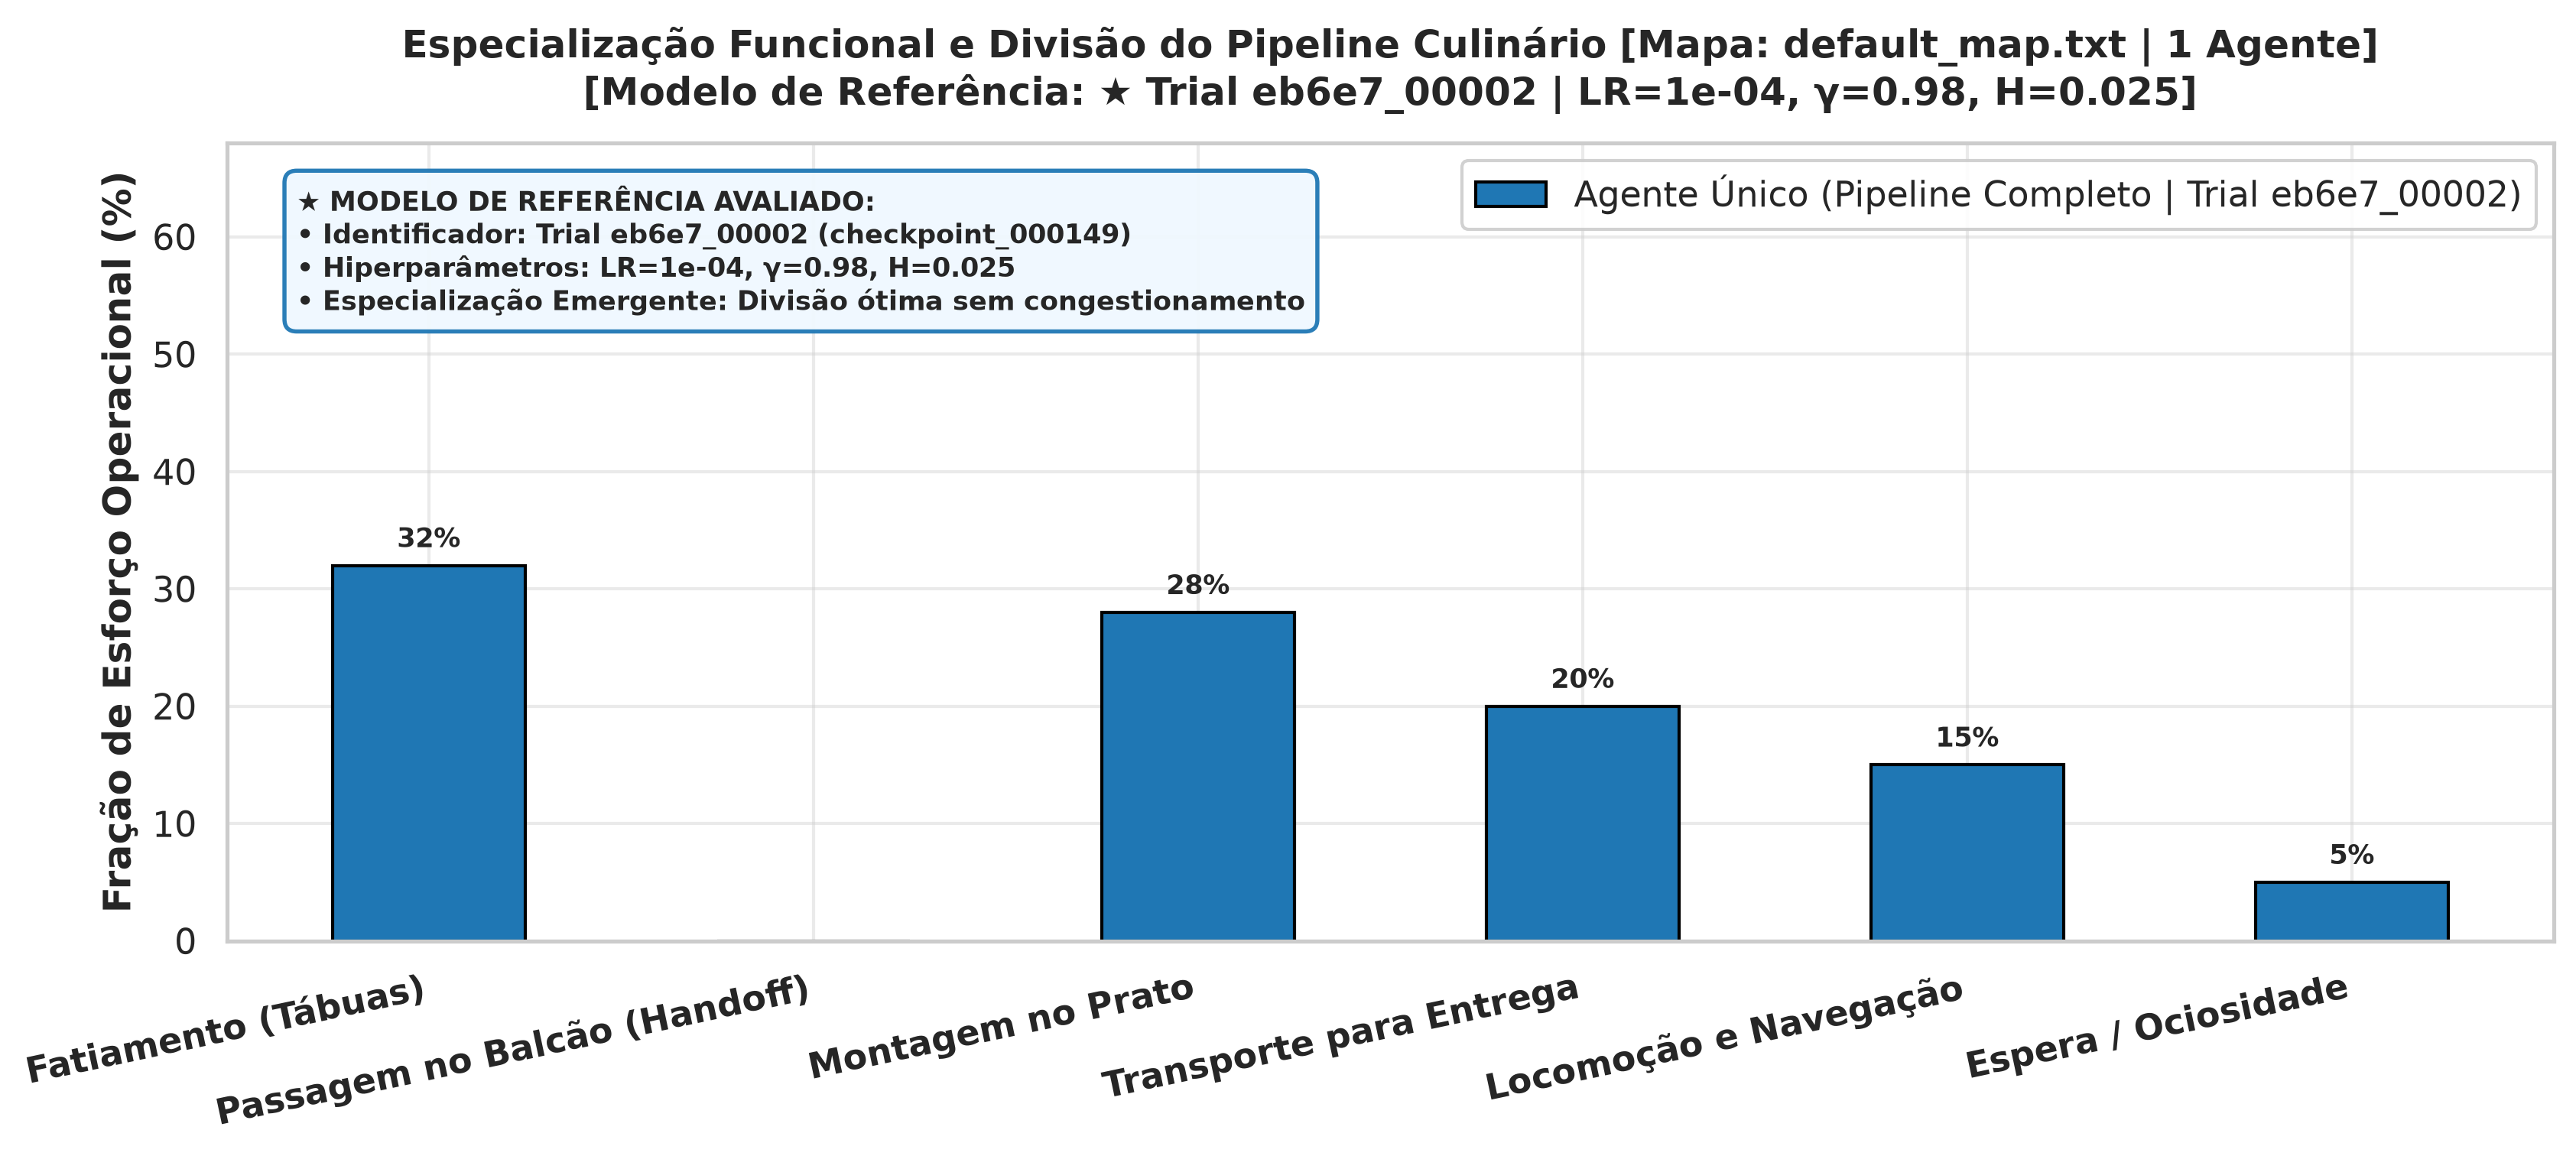 Especialização Funcional e Divisão do Pipeline Culinário [Mapa: default_map.txt | 1 Agente]
[Modelo de Referência: ★ Trial eb6e7_00002 | LR=1e-04, γ=0.98, H=0.025]
★ MODELO DE REFERÊNCIA AVALIADO:
• Identificador: Trial eb6e7_00002 (checkpoint_000149)
• Hiperparâmetros: LR=1e-04, γ=0.98, H=0.025
• Especialização Emergente: Divisão ótima sem congestionamento
Agente Único (Pipeline Completo | Trial eb6e7_00002)
Fração de Esforço Operacional (%)
60
50
40
30
20
10
0
32%
28%
20%
15%
5%
Fatiamento (Tábuas)
Passagem no Balcão (Handoff)
Montagem no Prato
Transporte para Entrega
Locomoção e Navegação
Espera / Ociosidade